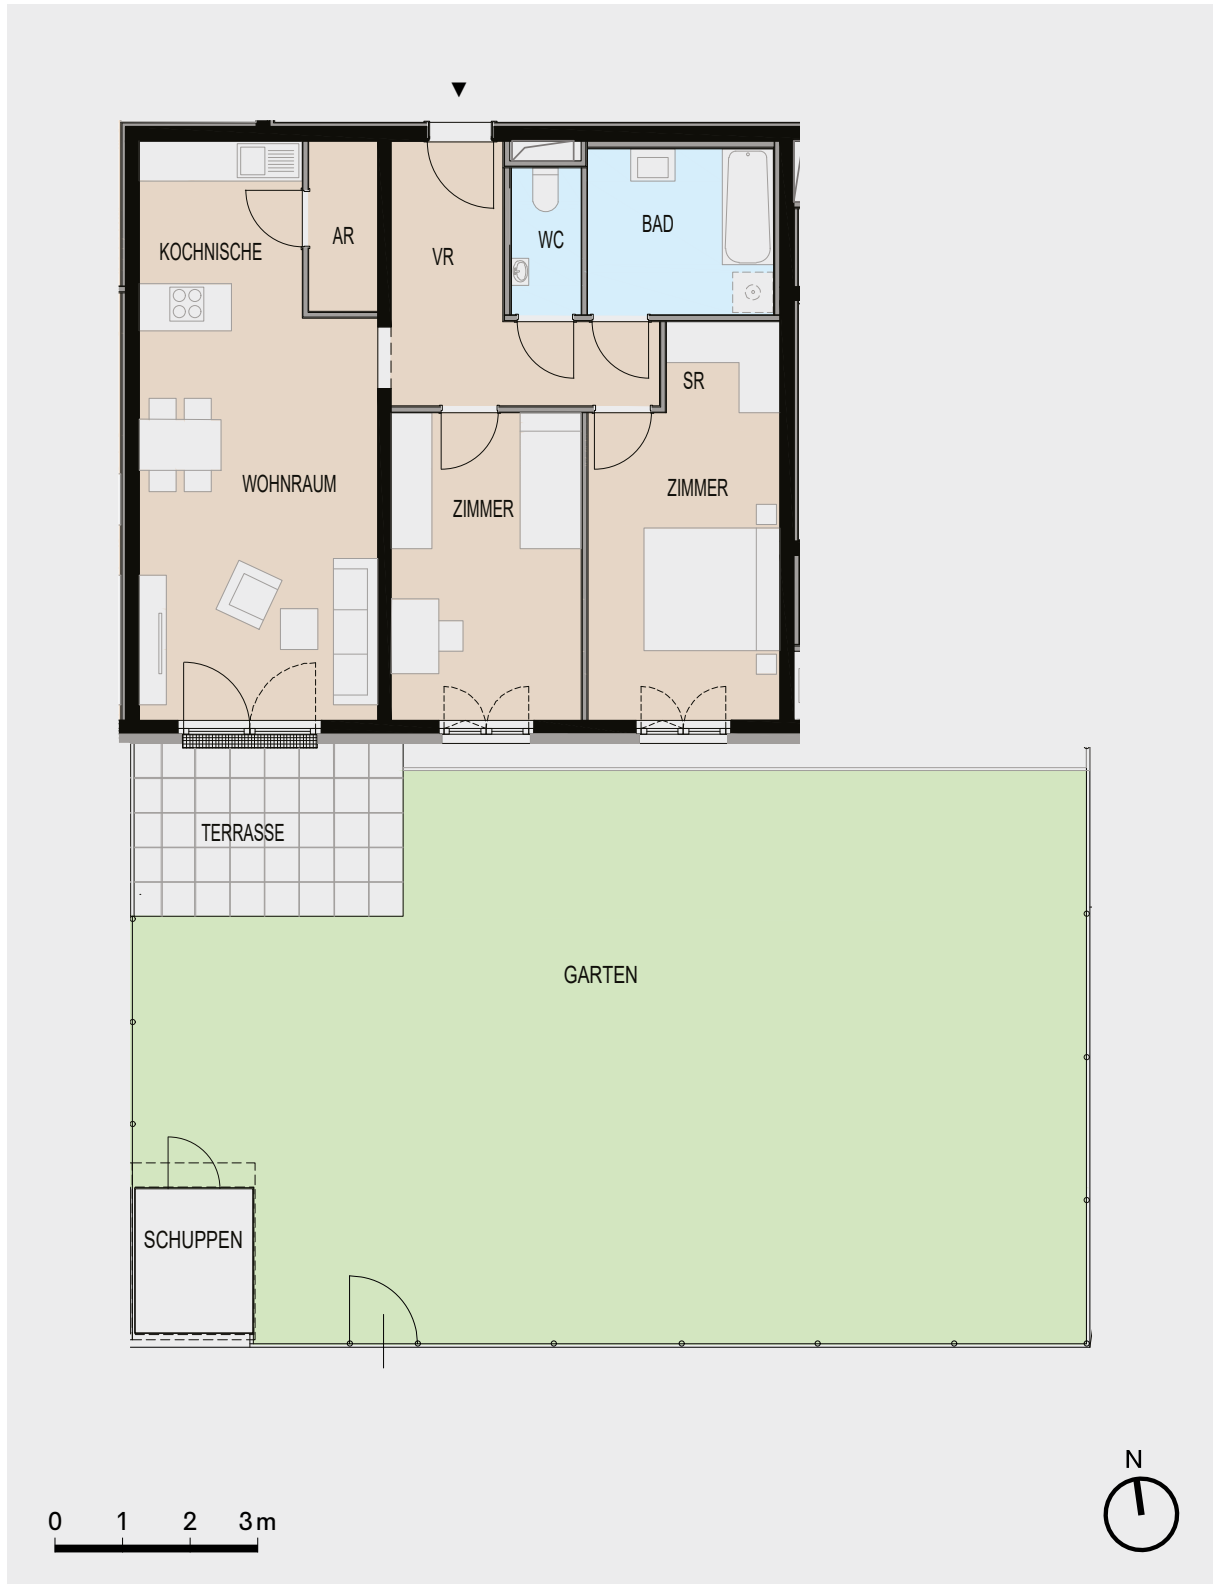 KOCHNISCHE
AR
VR
WC
BAD
SR
WOHNRAUM
ZIMMER
ZIMMER
TERRASSE
GARTEN
SCHUPPEN
N
0 1 2 3 m